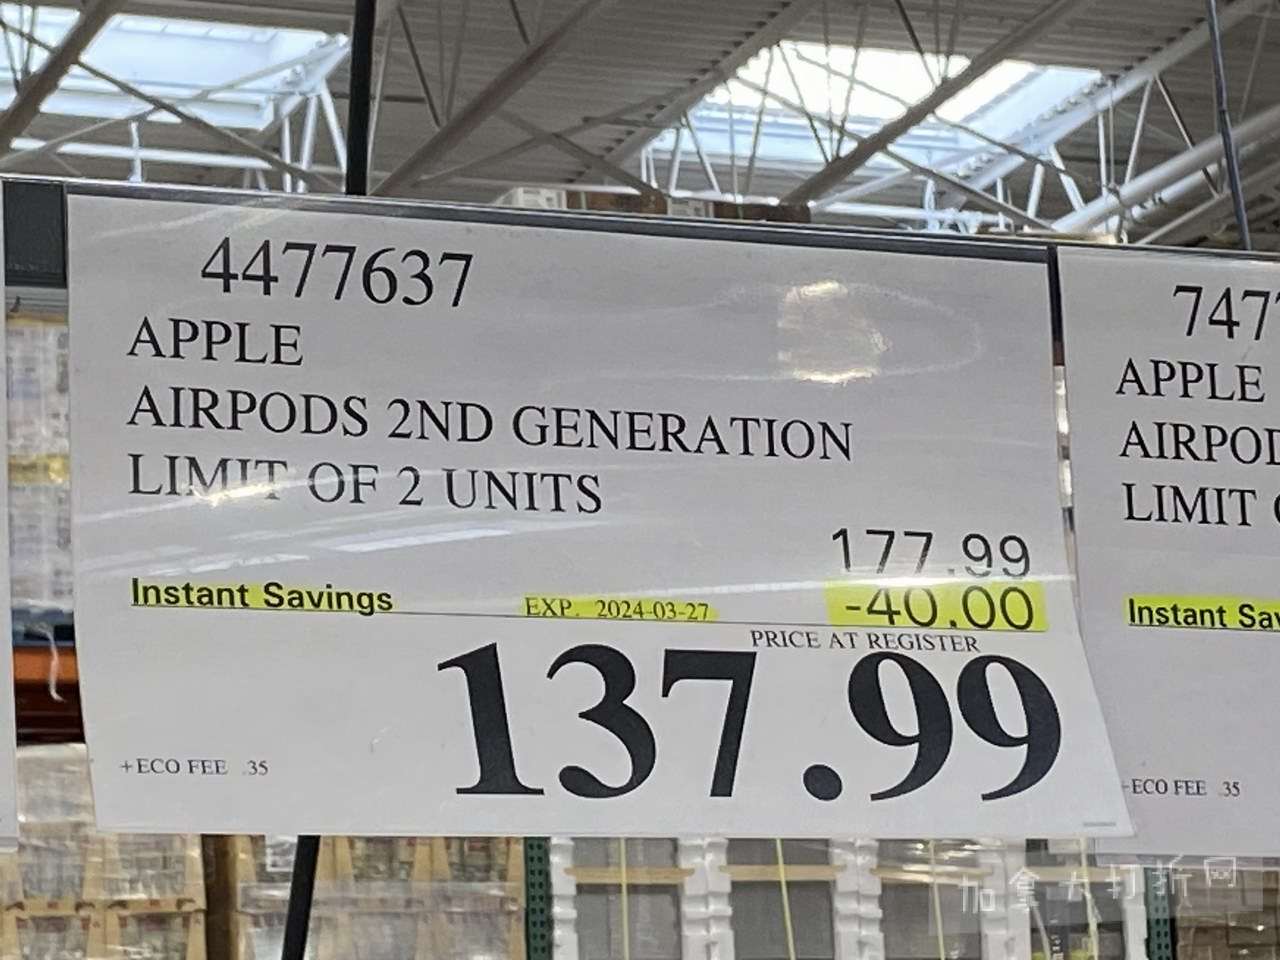 4477637
APPLE
AIRPODS 2ND GENERATION
LIMIT OF 2 UNITS
177.99
Instant Savings EXP. 2024-03-27 -40.00
PRICE AT REGISTER
137.99
+ECO FEE .35
747
APPLE
AIRPOD
LIMIT
Instant Sav
-ECO FEE .35
加拿大打折网